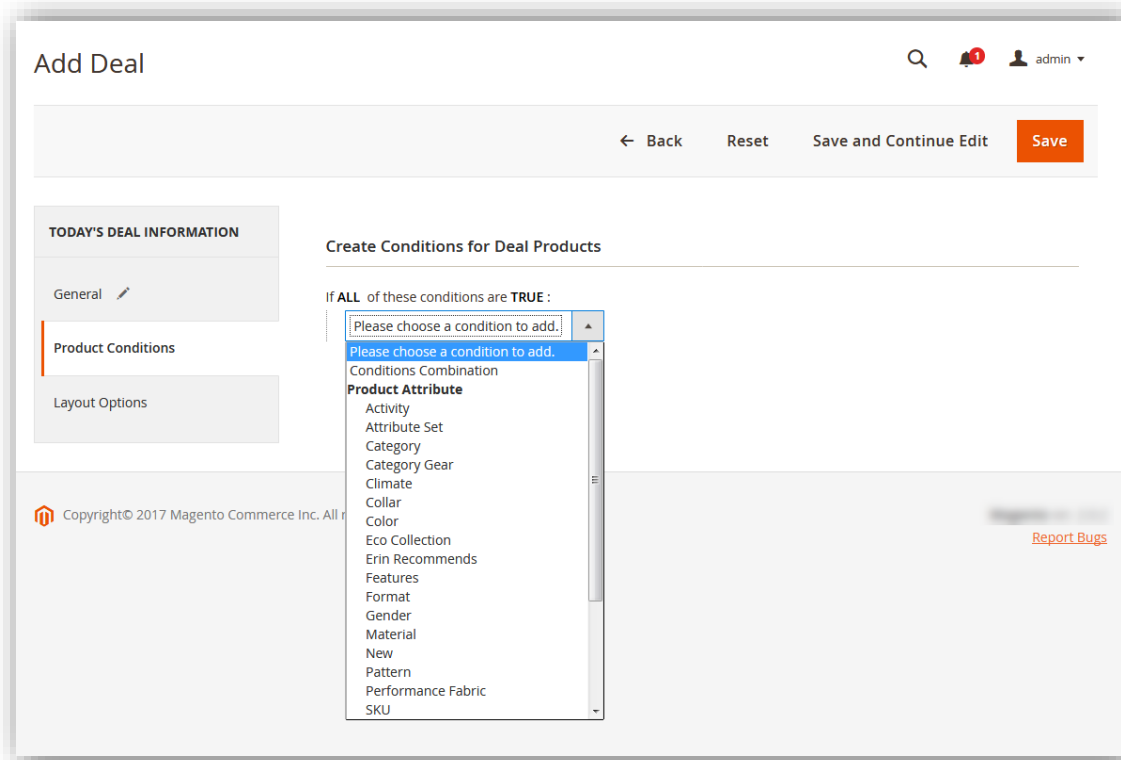 Add Deal
1
admin
← Back Reset Save and Continue Edit Save
TODAY'S DEAL INFORMATION
General
Product Conditions
Layout Options
Create Conditions for Deal Products
If ALL of these conditions are TRUE :
Please choose a condition to add.
Please choose a condition to add.
Conditions Combination
Product Attribute
Activity
Attribute Set
Category
Category Gear
Climate
Collar
Color
Eco Collection
Erin Recommends
Features
Format
Gender
Material
New
Pattern
Performance Fabric
SKU
Copyright© 2017 Magento Commerce Inc. All
Report Bugs